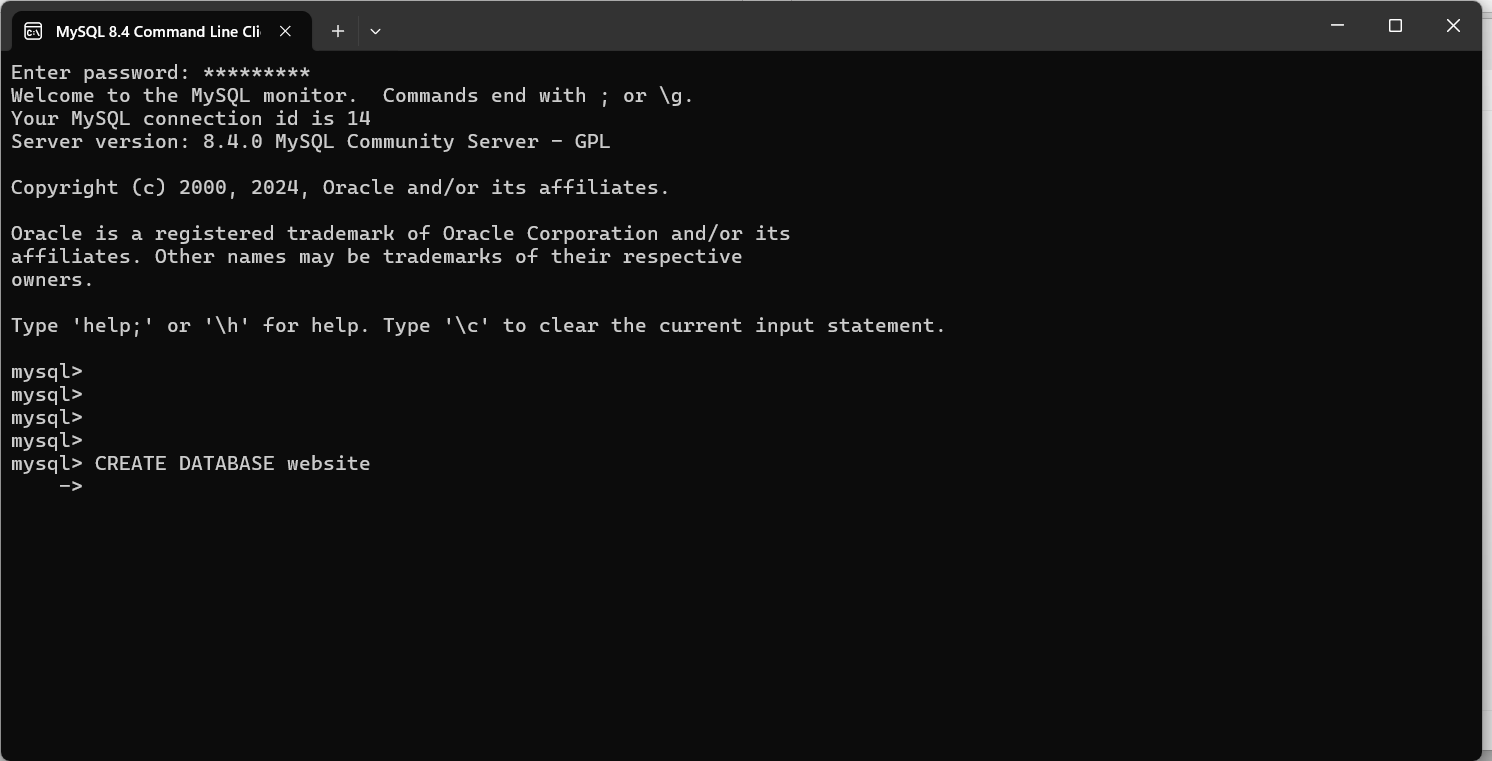 MySQL 8.4 Command Line Cli
Enter password: *********
Welcome to the MySQL monitor.  Commands end with ; or \g.
Your MySQL connection id is 14
Server version: 8.4.0 MySQL Community Server - GPL
Copyright (c) 2000, 2024, Oracle and/or its affiliates.
Oracle is a registered trademark of Oracle Corporation and/or its
affiliates. Other names may be trademarks of their respective
owners.
Type 'help;' or '\h' for help. Type '\c' to clear the current input statement.
mysql>
mysql>
mysql>
mysql>
mysql> CREATE DATABASE website
    ->